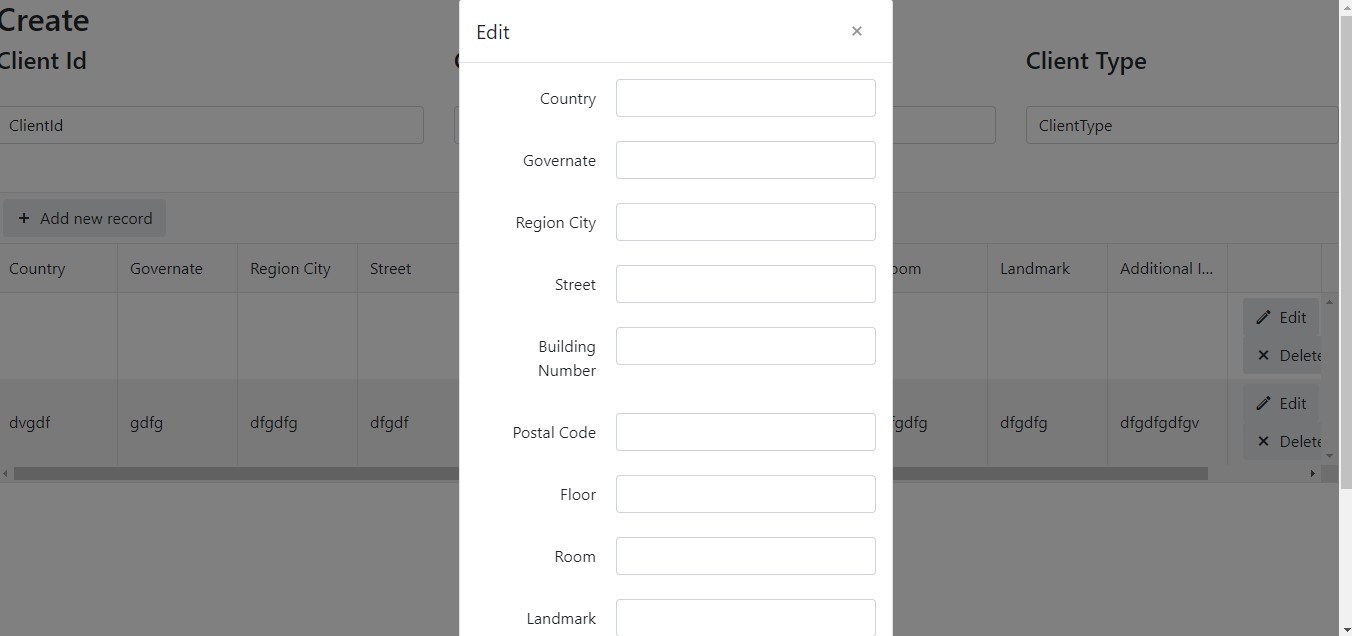 Create
Edit
×
Client Id
Client Type
ClientId
ClientType
Country
Governate
Region City
Street
Building
Number
Postal Code
Floor
Room
Landmark
+ Add new record
Country
Governate
Region City
Street
Landmark
Additional I...
Edit
Delete
dvgdf
gdfg
dfgdfg
dfgdf
dfgdfg
dfgdfgdfgv
Edit
Delete